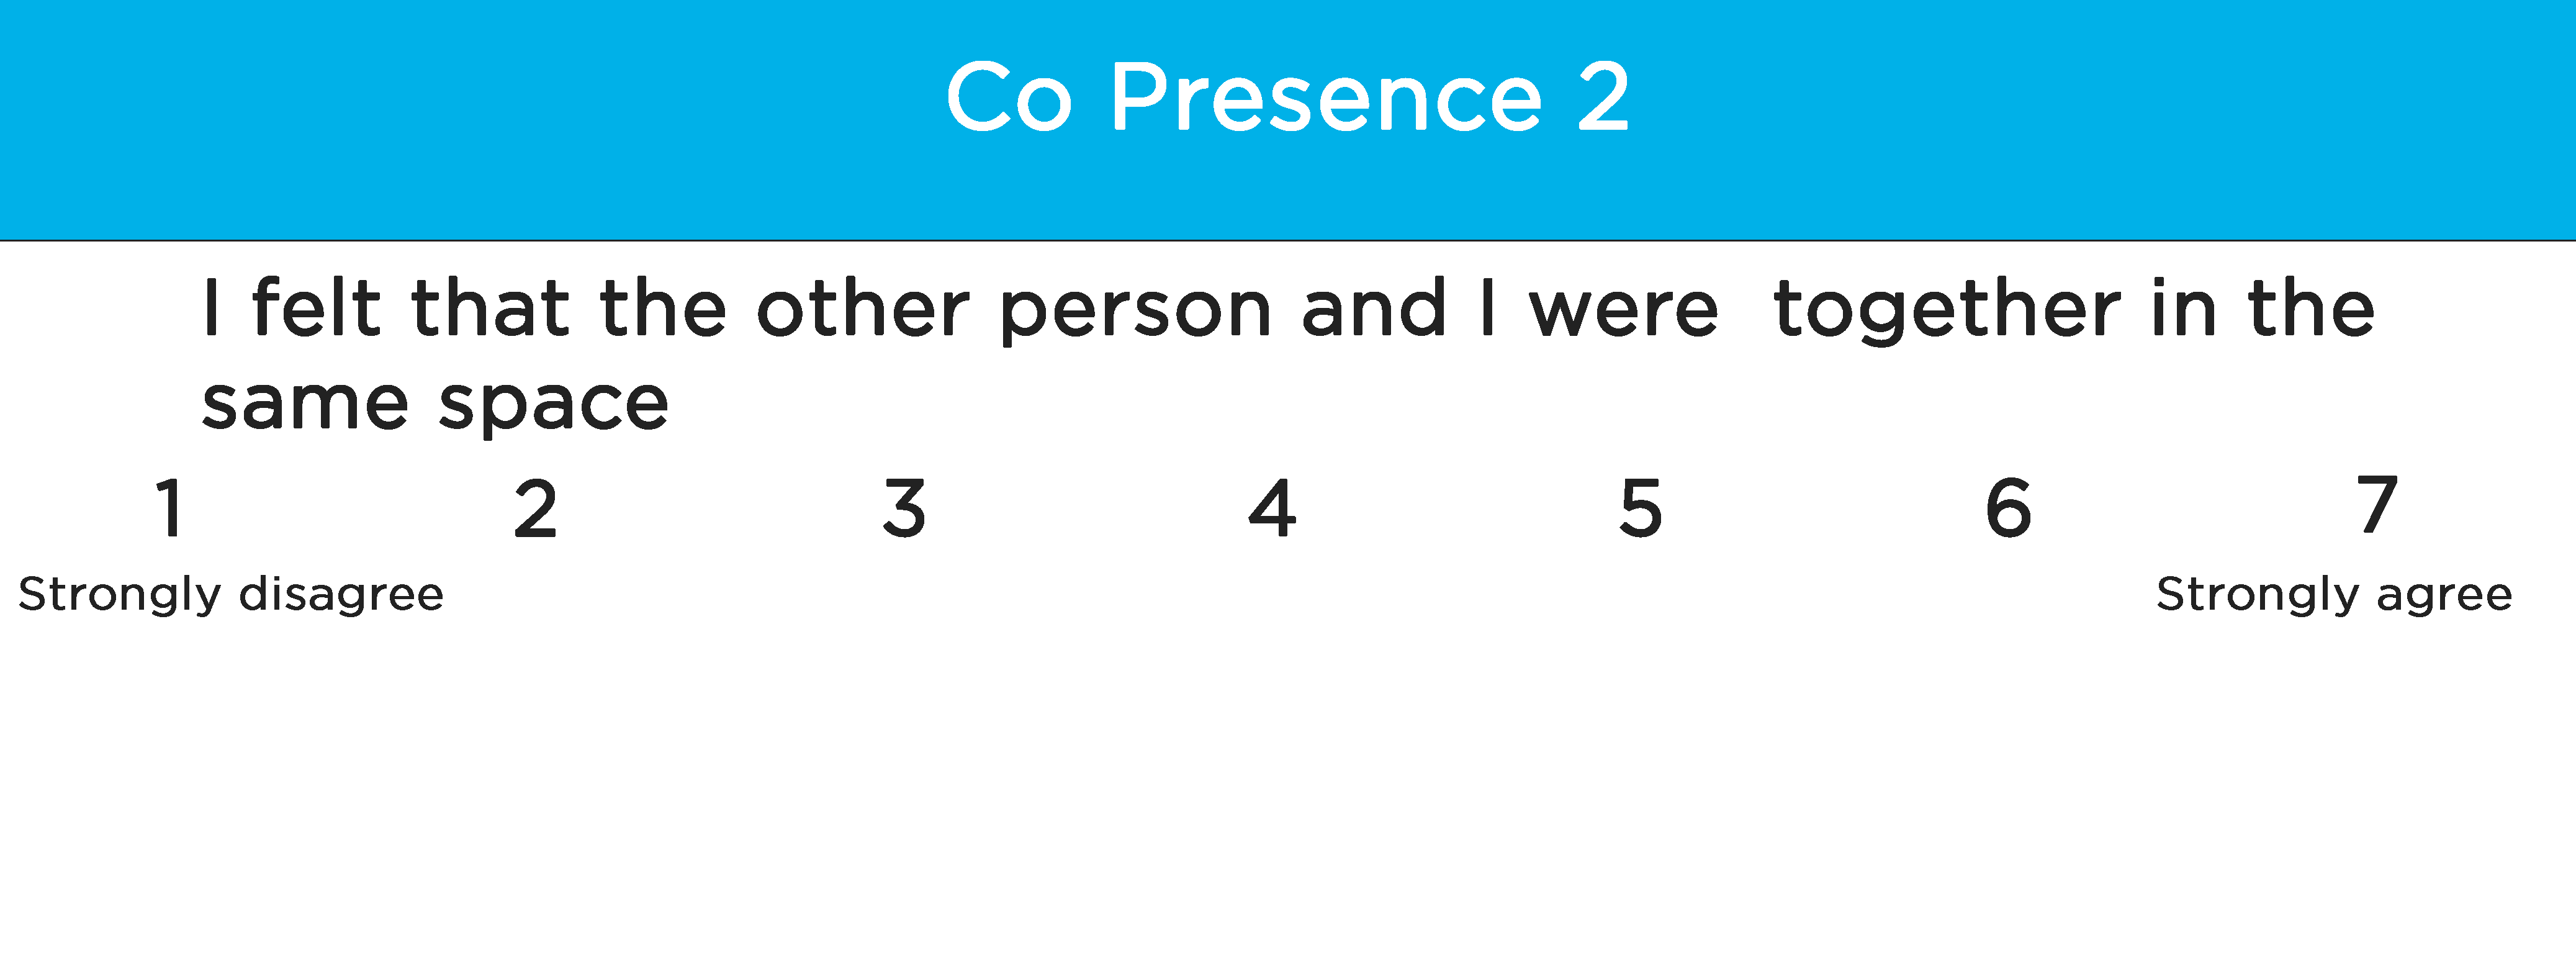 Co Presence 2
I felt that the other person and I were  together in the
same space
1 2 3 4 5 6 7
Strongly disagree Strongly agree